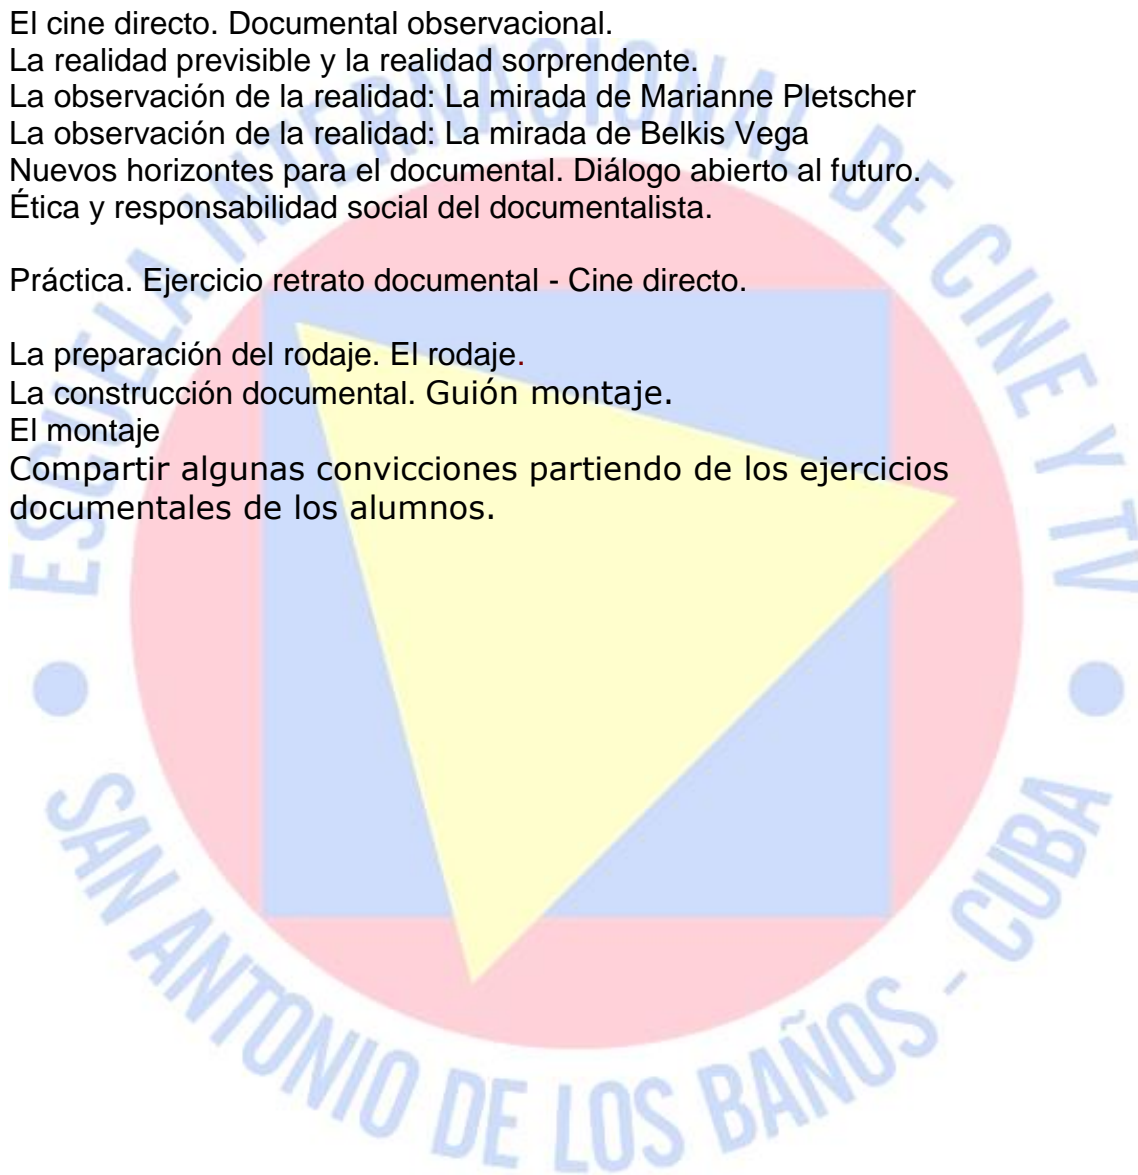 El cine directo. Documental observacional.
La realidad previsible y la realidad sorprendente.
La observación de la realidad: La mirada de Marianne Pletscher
La observación de la realidad: La mirada de Belkis Vega
Nuevos horizontes para el documental. Diálogo abierto al futuro.
Ética y responsabilidad social del documentalista.
Práctica. Ejercicio retrato documental - Cine directo.
La preparación del rodaje. El rodaje.
La construcción documental. Guión montaje.
El montaje
Compartir algunas convicciones partiendo de los ejercicios
documentales de los alumnos.
ESCUELA INTERNACIONAL DE CINE Y TV
SAN ANTONIO DE LOS BAÑOS - CUBA